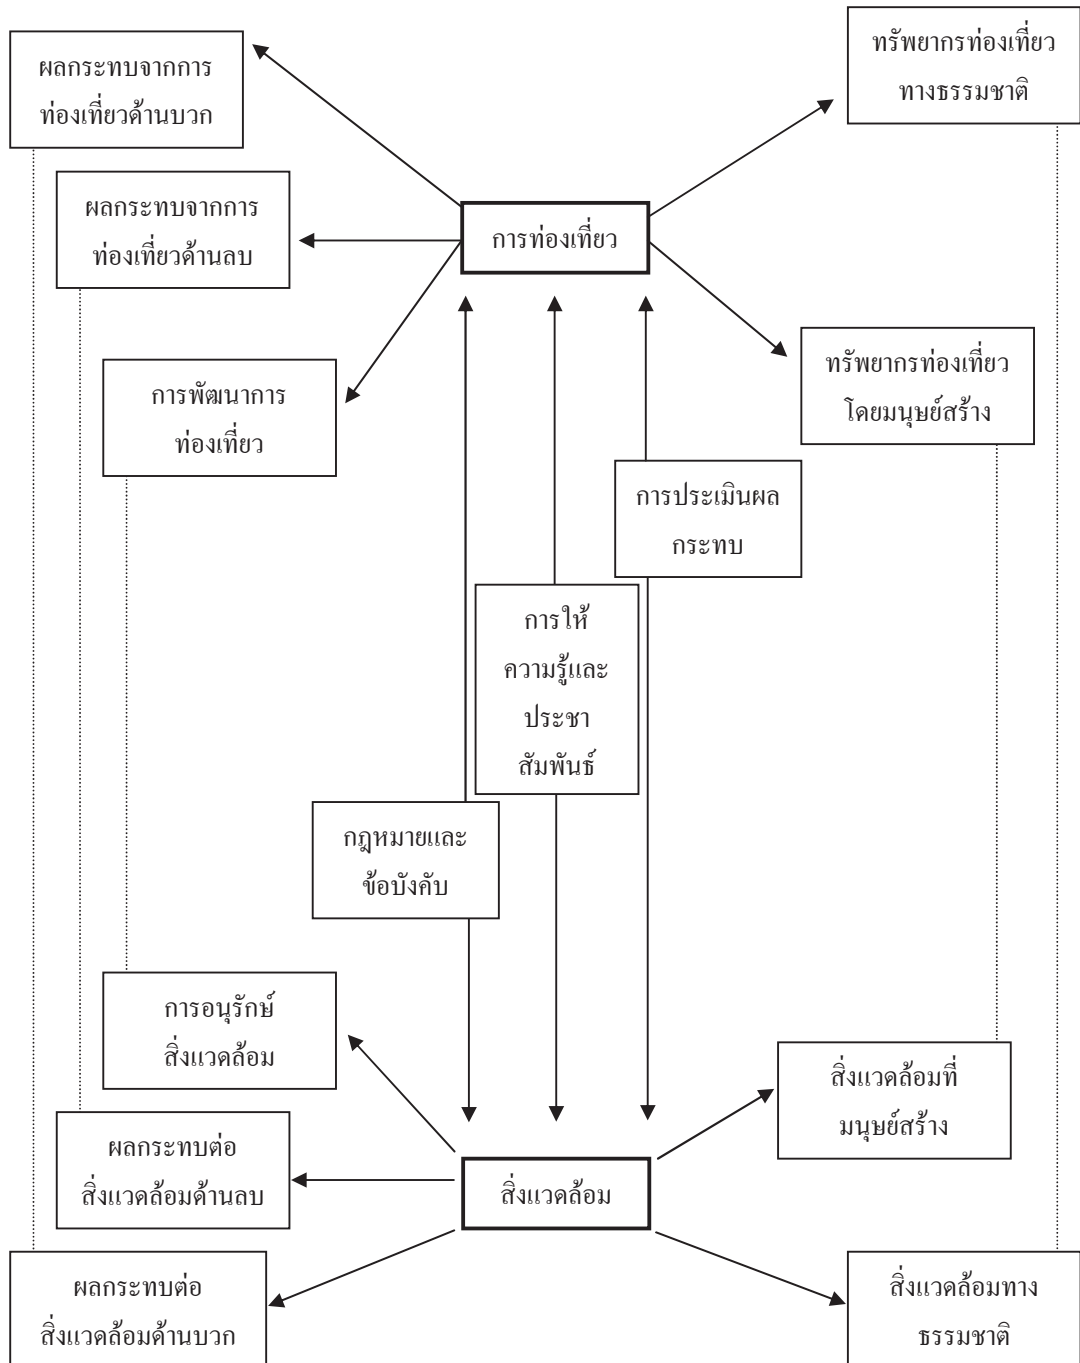 ผลกระทบจากการ
ท่องเที่ยวด้านบวก
ทรัพยากรท่องเที่ยว
ทางธรรมชาติ
ผลกระทบจากการ
ท่องเที่ยวด้านลบ
การท่องเที่ยว
การพัฒนาการ
ท่องเที่ยว
ทรัพยากรท่องเที่ยว
โดยมนุษย์สร้าง
การประเมินผล
กระทบ
การให้
ความรู้และ
ประชา
สัมพันธ์
กฎหมายและ
ข้อบังคับ
การอนุรักษ์
สิ่งแวดล้อม
สิ่งแวดล้อมที่
มนุษย์สร้าง
ผลกระทบต่อ
สิ่งแวดล้อมด้านลบ
สิ่งแวดล้อม
ผลกระทบต่อ
สิ่งแวดล้อมด้านบวก
สิ่งแวดล้อมทาง
ธรรมชาติ